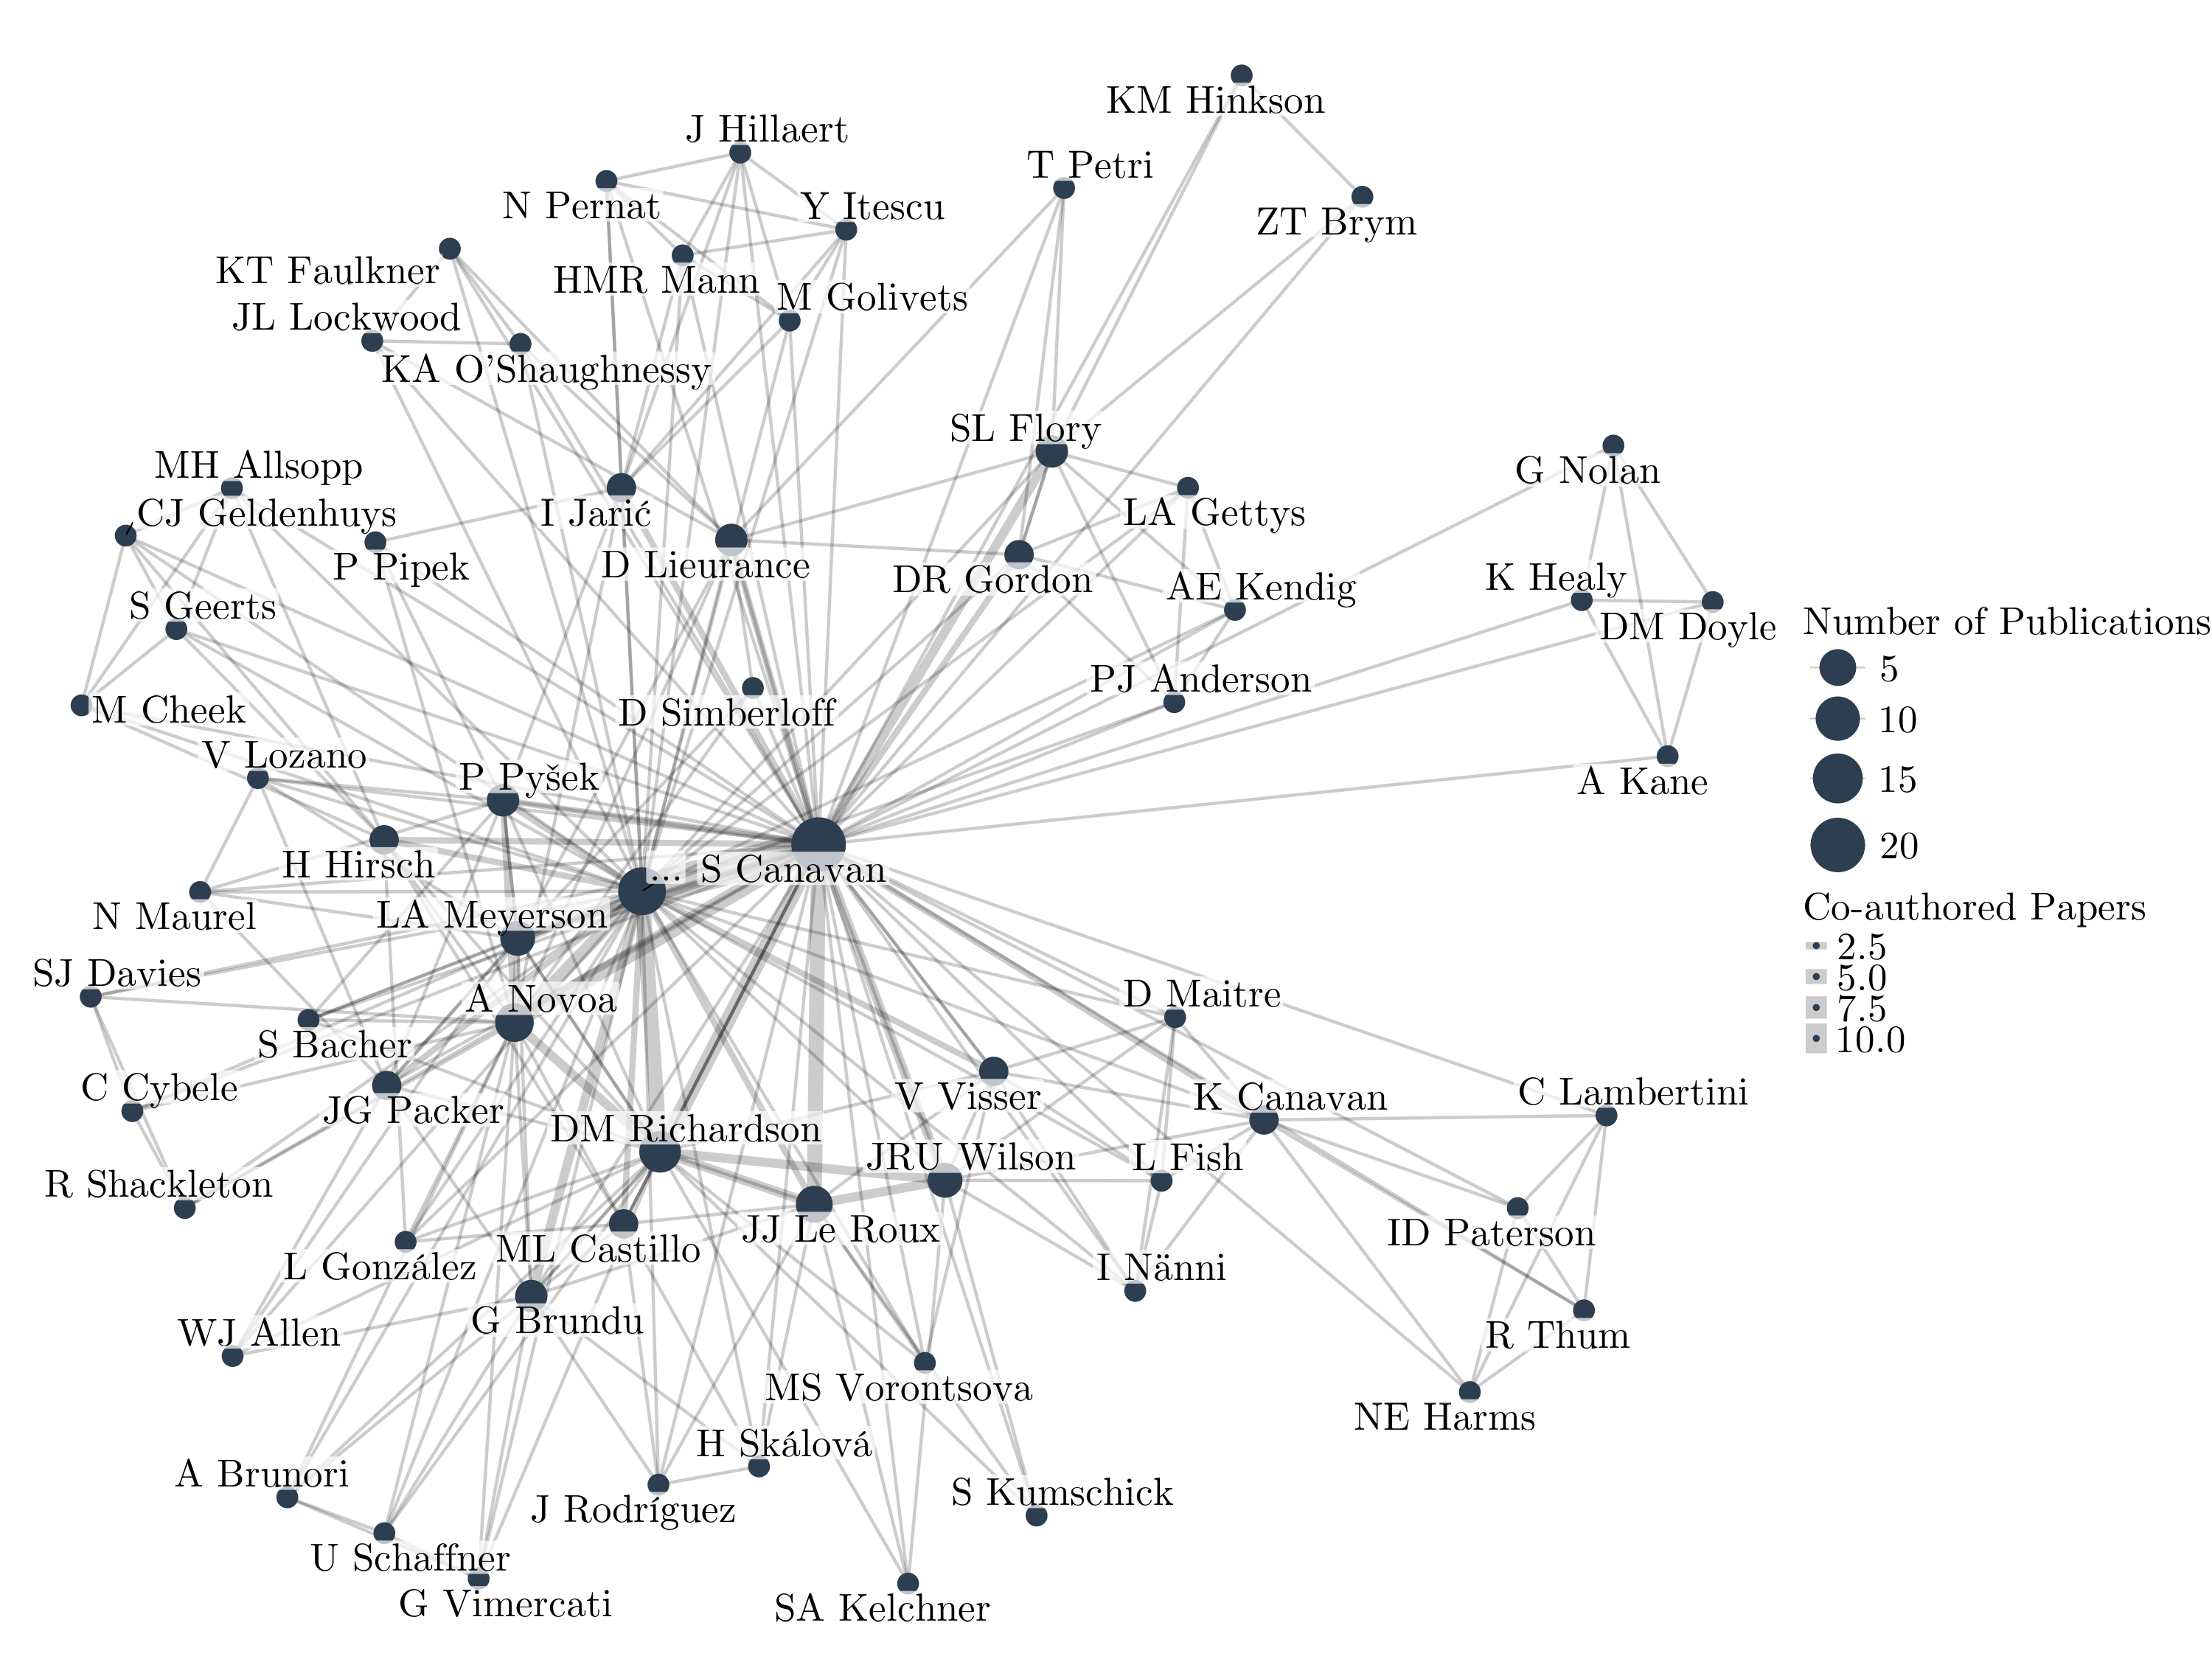 KM Hinkson
J Hillaert
T Petri
N Pernat
Y Itescu
ZT Brym
KT Faulkner
HMR Mann
M Golivets
JL Lockwood
KA O'Shaughnessy
SL Flory
MH Allsopp
G Nolan
CJ Geldenhuys
I Jarić
LA Gettys
P Pipek
D Lieurance
DR Gordon
AE Kendig
K Healy
S Geerts
DM Doyle
Number of Publications
5
10
15
20
PJ Anderson
M Cheek
D Simberloff
V Lozano
P Pyšek
A Kane
H Hirsch
... S Canavan
N Maurel
LA Meyerson
Co-authored Papers
2.5
5.0
7.5
10.0
SJ Davies
A Novoa
D Maitre
S Bacher
C Cybele
JG Packer
V Visser
K Canavan
C Lambertini
DM Richardson
JRU Wilson
L Fish
R Shackleton
JJ Le Roux
ID Paterson
L González
ML Castillo
I Nänni
WJ Allen
G Brundu
R Thum
MS Vorontsova
NE Harms
H Skálová
A Brunori
S Kumschick
J Rodríguez
U Schaffner
G Vimercati
SA Kelchner